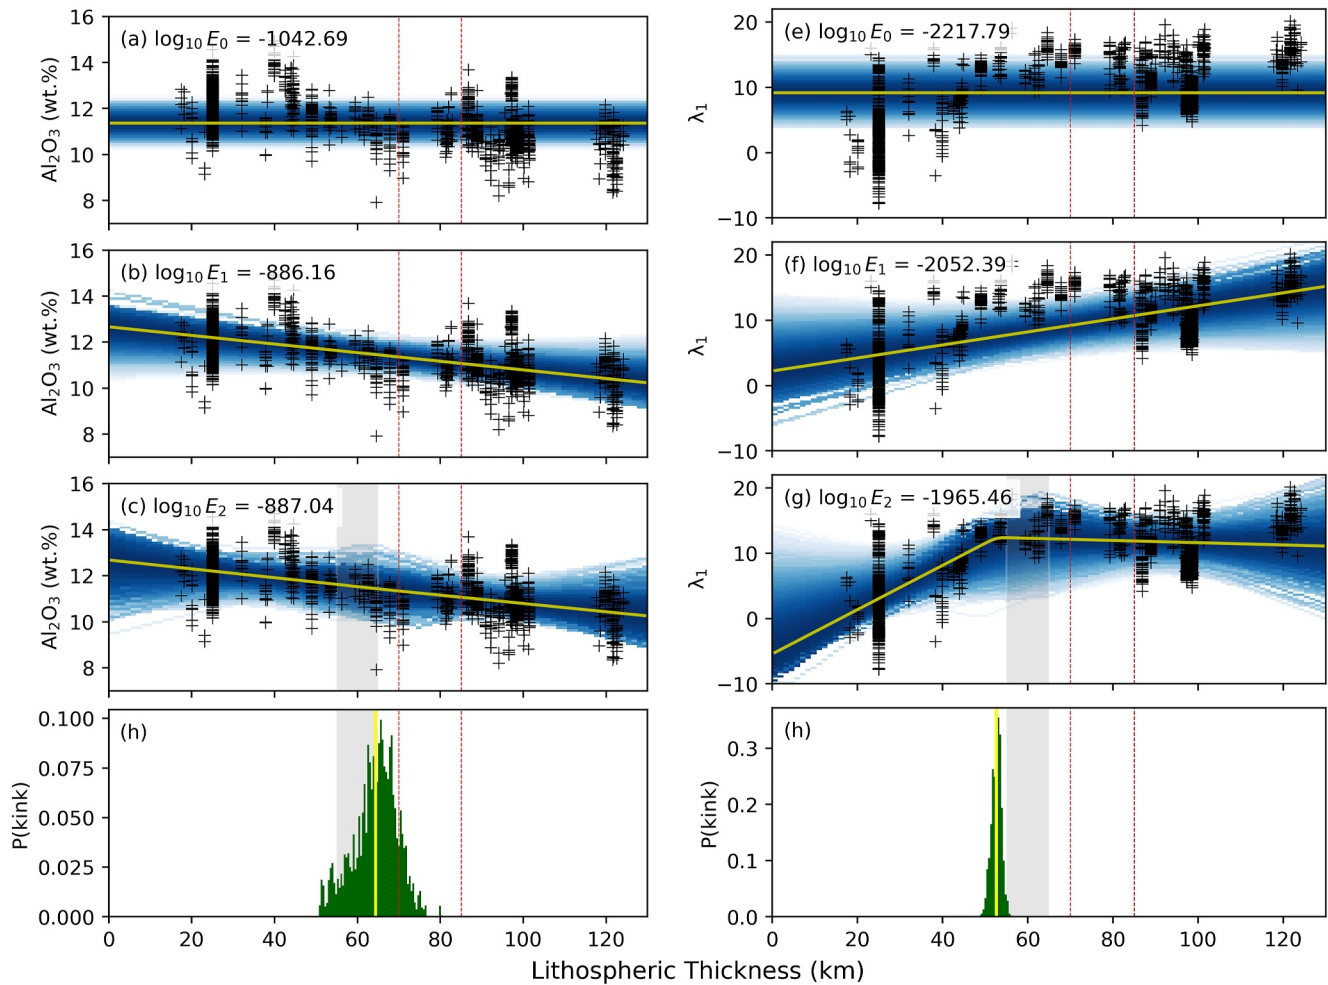 (a) log₁₀ E₀ = -1042.69
Al₂O₃ (wt.%)
16
14
12
10
8
(b) log₁₀ E₁ = -886.16
Al₂O₃ (wt.%)
16
14
12
10
8
(c) log₁₀ E₂ = -887.04
Al₂O₃ (wt.%)
16
14
12
10
8
(h)
P(kink)
0.100
0.075
0.050
0.025
0.000
0 20 40 60 80 100 120
(e) log₁₀ E₀ = -2217.79
λ₁
20
10
0
−10
(f) log₁₀ E₁ = -2052.39
λ₁
20
10
0
−10
(g) log₁₀ E₂ = -1965.46
λ₁
20
10
0
−10
(h)
P(kink)
0.3
0.2
0.1
0.0
0 20 40 60 80 100 120
Lithospheric Thickness (km)